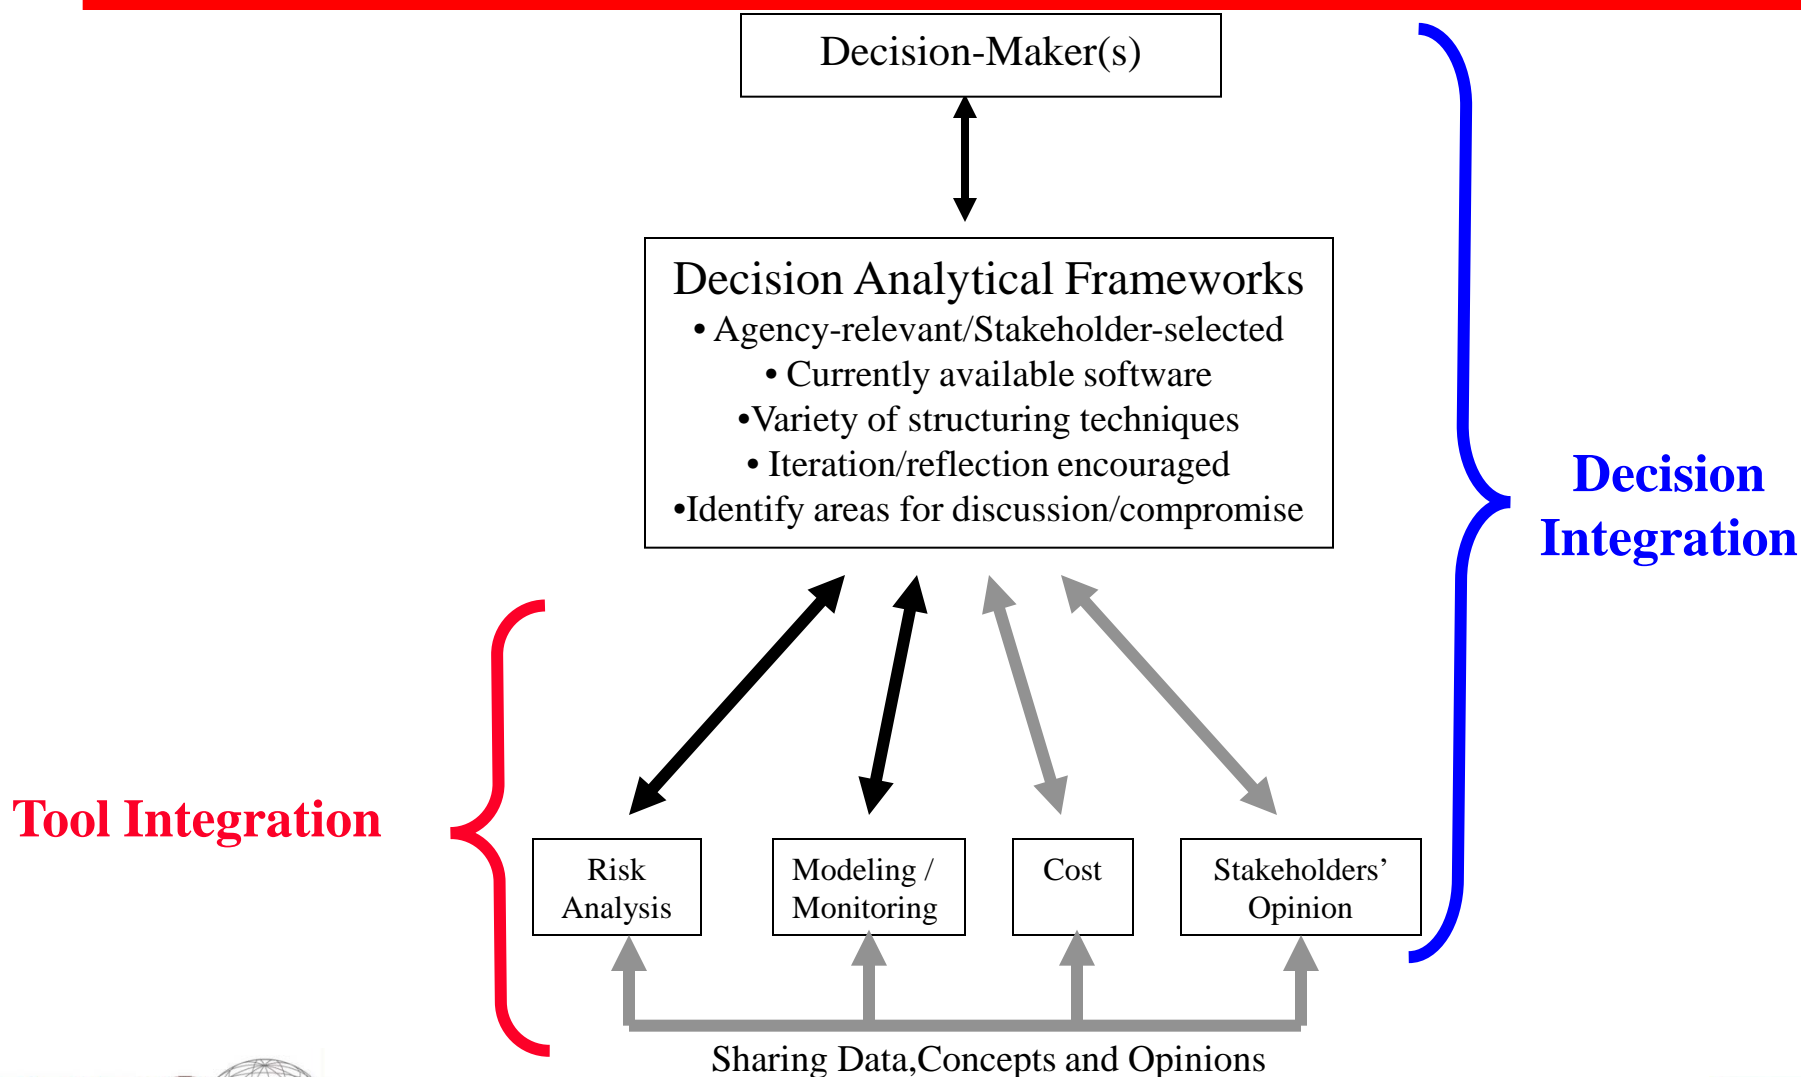 Decision-Maker(s)
Decision Analytical Frameworks
• Agency-relevant/Stakeholder-selected
• Currently available software
•Variety of structuring techniques
• Iteration/reflection encouraged
•Identify areas for discussion/compromise
Decision
Integration
Tool Integration
Risk
Analysis
Modeling /
Monitoring
Cost
Stakeholders’
Opinion
Sharing Data,Concepts and Opinions